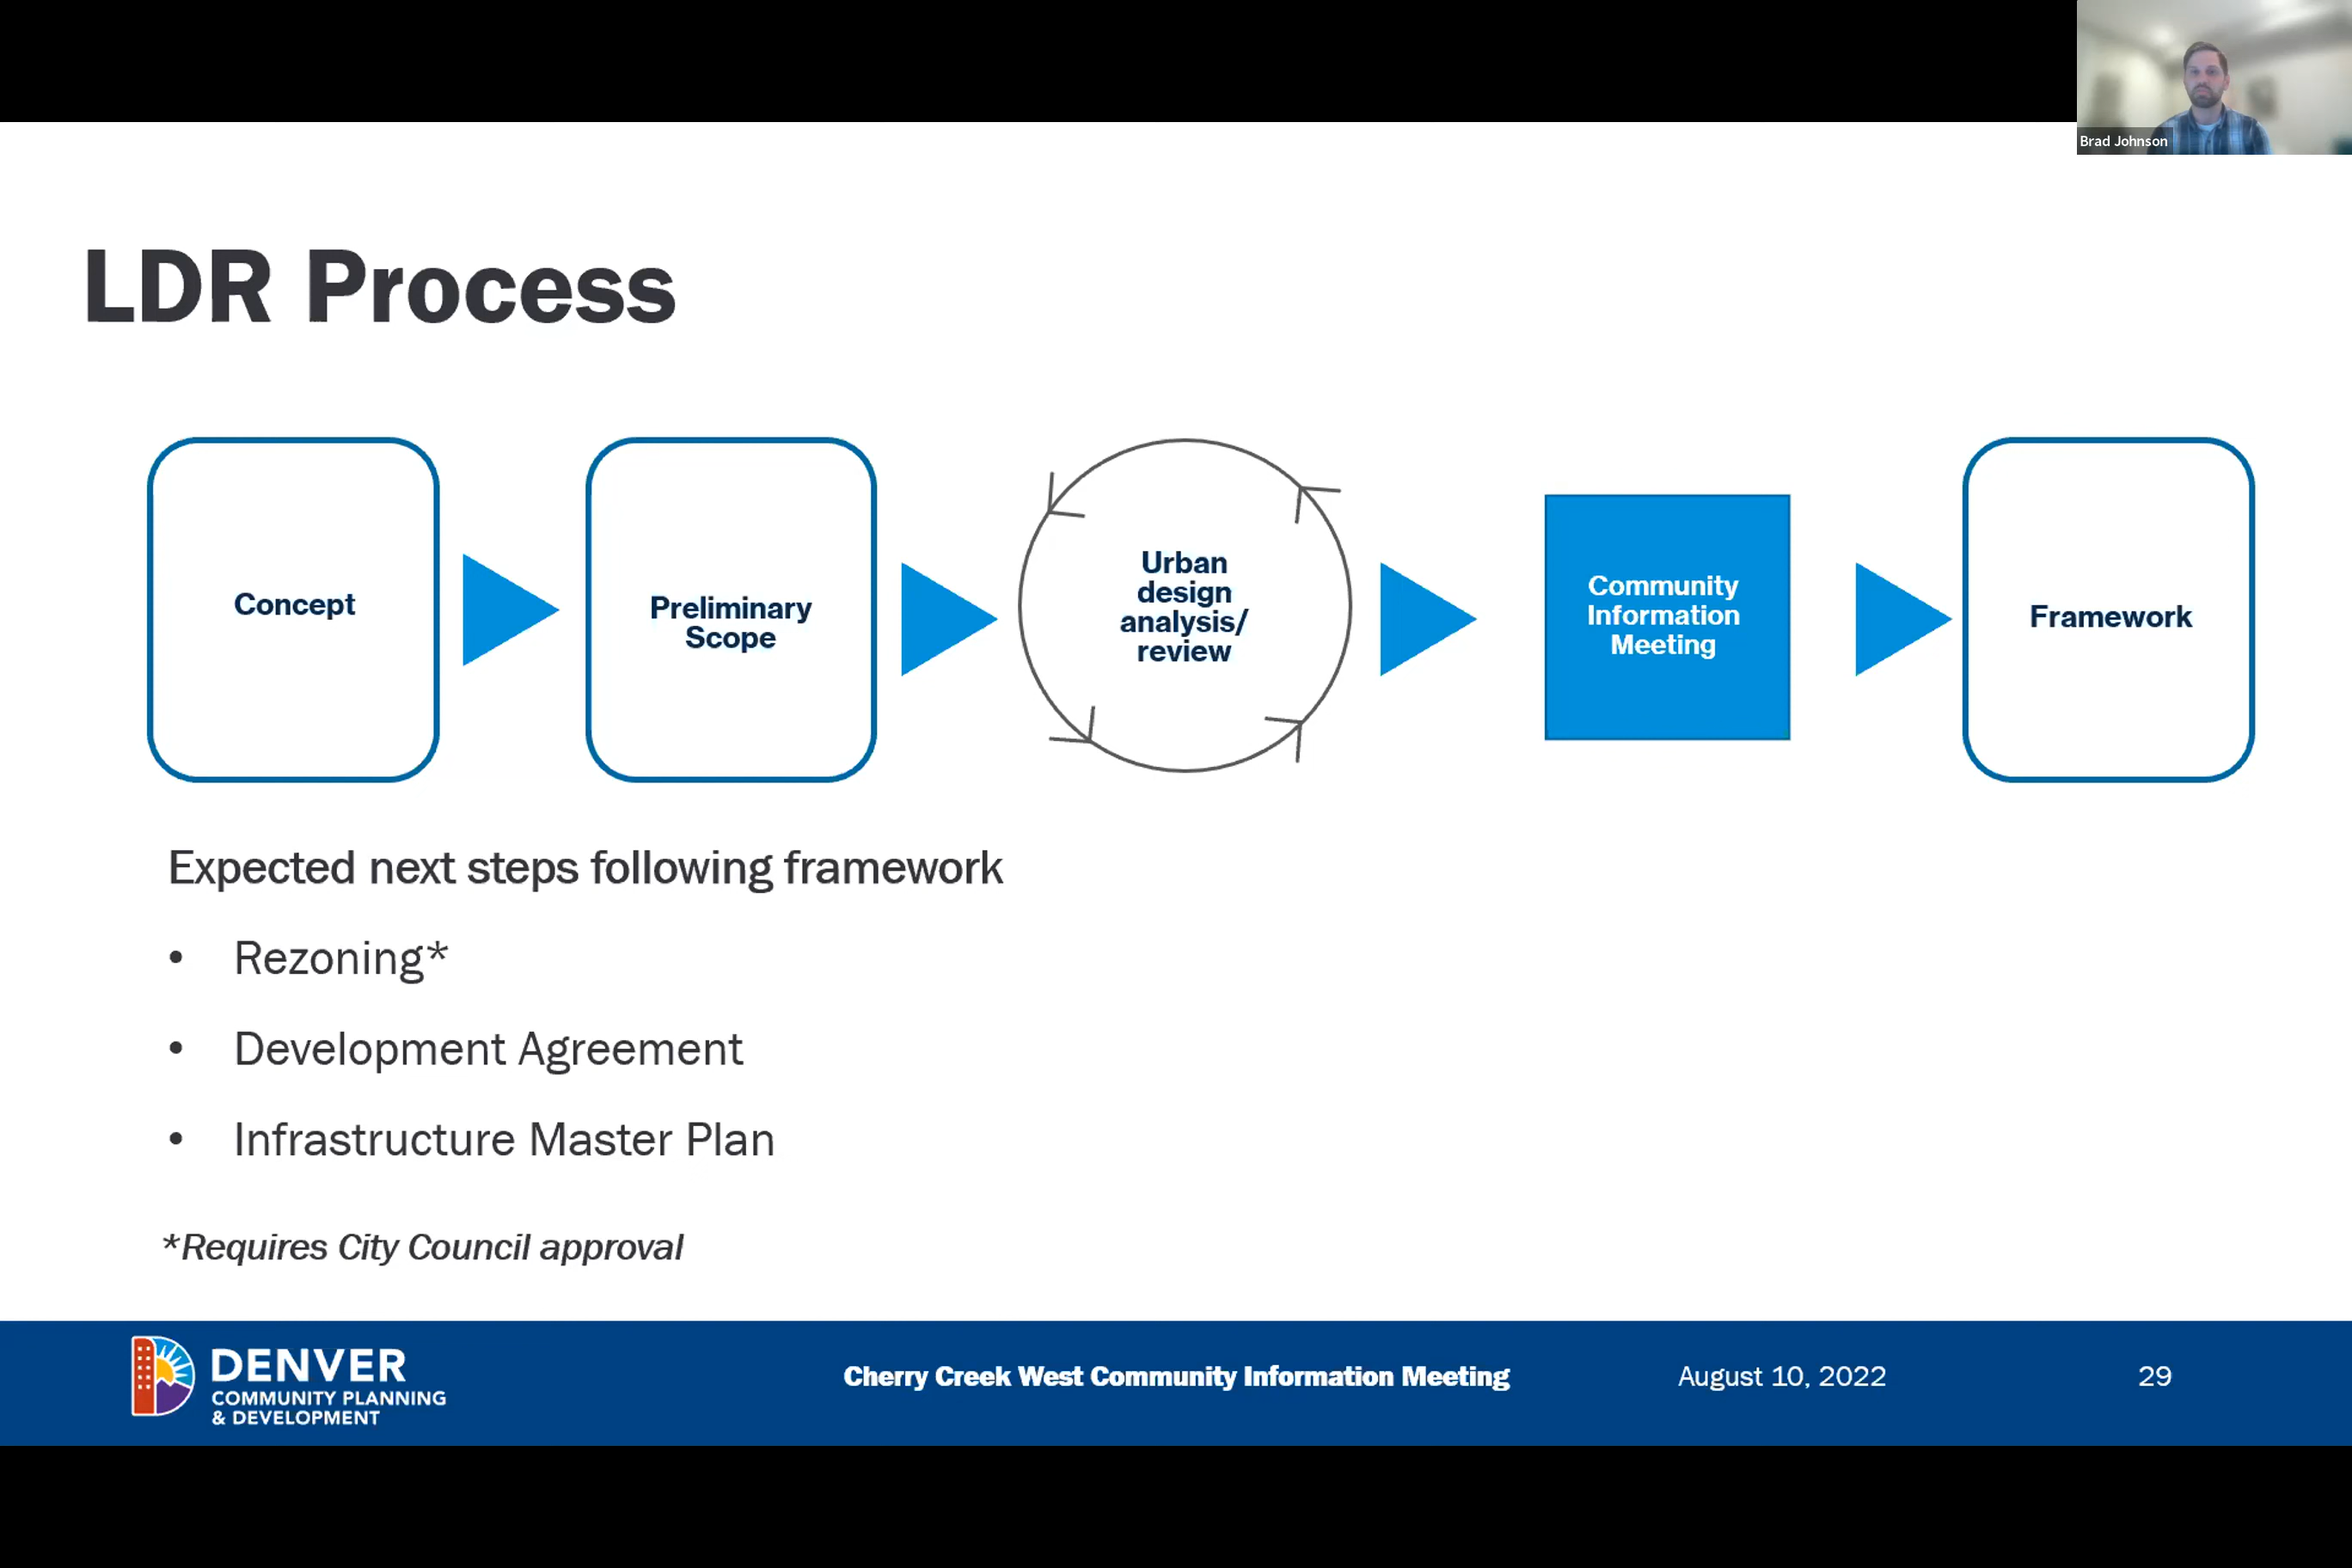 Brad Johnson
LDR Process
Concept
Preliminary
Scope
Urban
design
analysis/
review
Community
Information
Meeting
Framework
Expected next steps following framework
• Rezoning*
• Development Agreement
• Infrastructure Master Plan
*Requires City Council approval
DENVER
COMMUNITY PLANNING
& DEVELOPMENT
Cherry Creek West Community Information Meeting
August 10, 2022
29